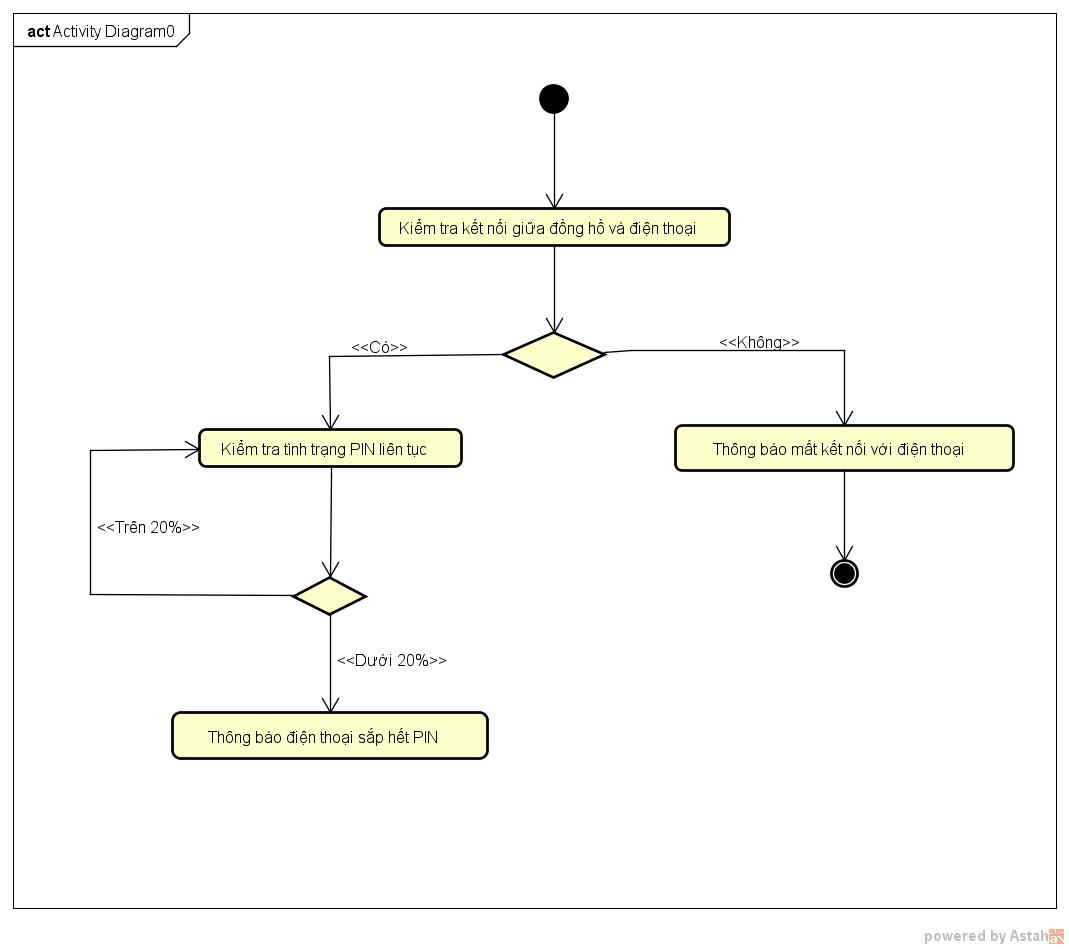 act Activity Diagram0
Kiểm tra kết nối giữa đồng hồ và điện thoại
<<Có>>
<<Không>>
Kiểm tra tình trạng PIN liên tục
Thông báo mất kết nối với điện thoại
<<Trên 20%>>
<<Dưới 20%>>
Thông báo điện thoại sắp hết PIN
powered by Astah